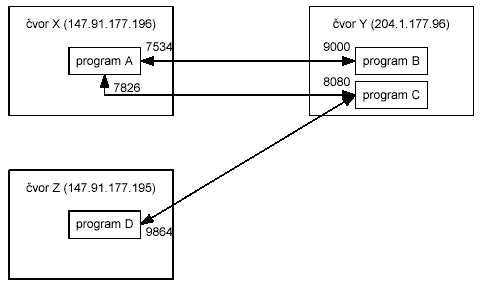 čvor X (147.91.177.196)
čvor Y (204.1.177.96)
7534
9000
program A
program B
7826
8080
program C
čvor Z (147.91.177.195)
program D
9864